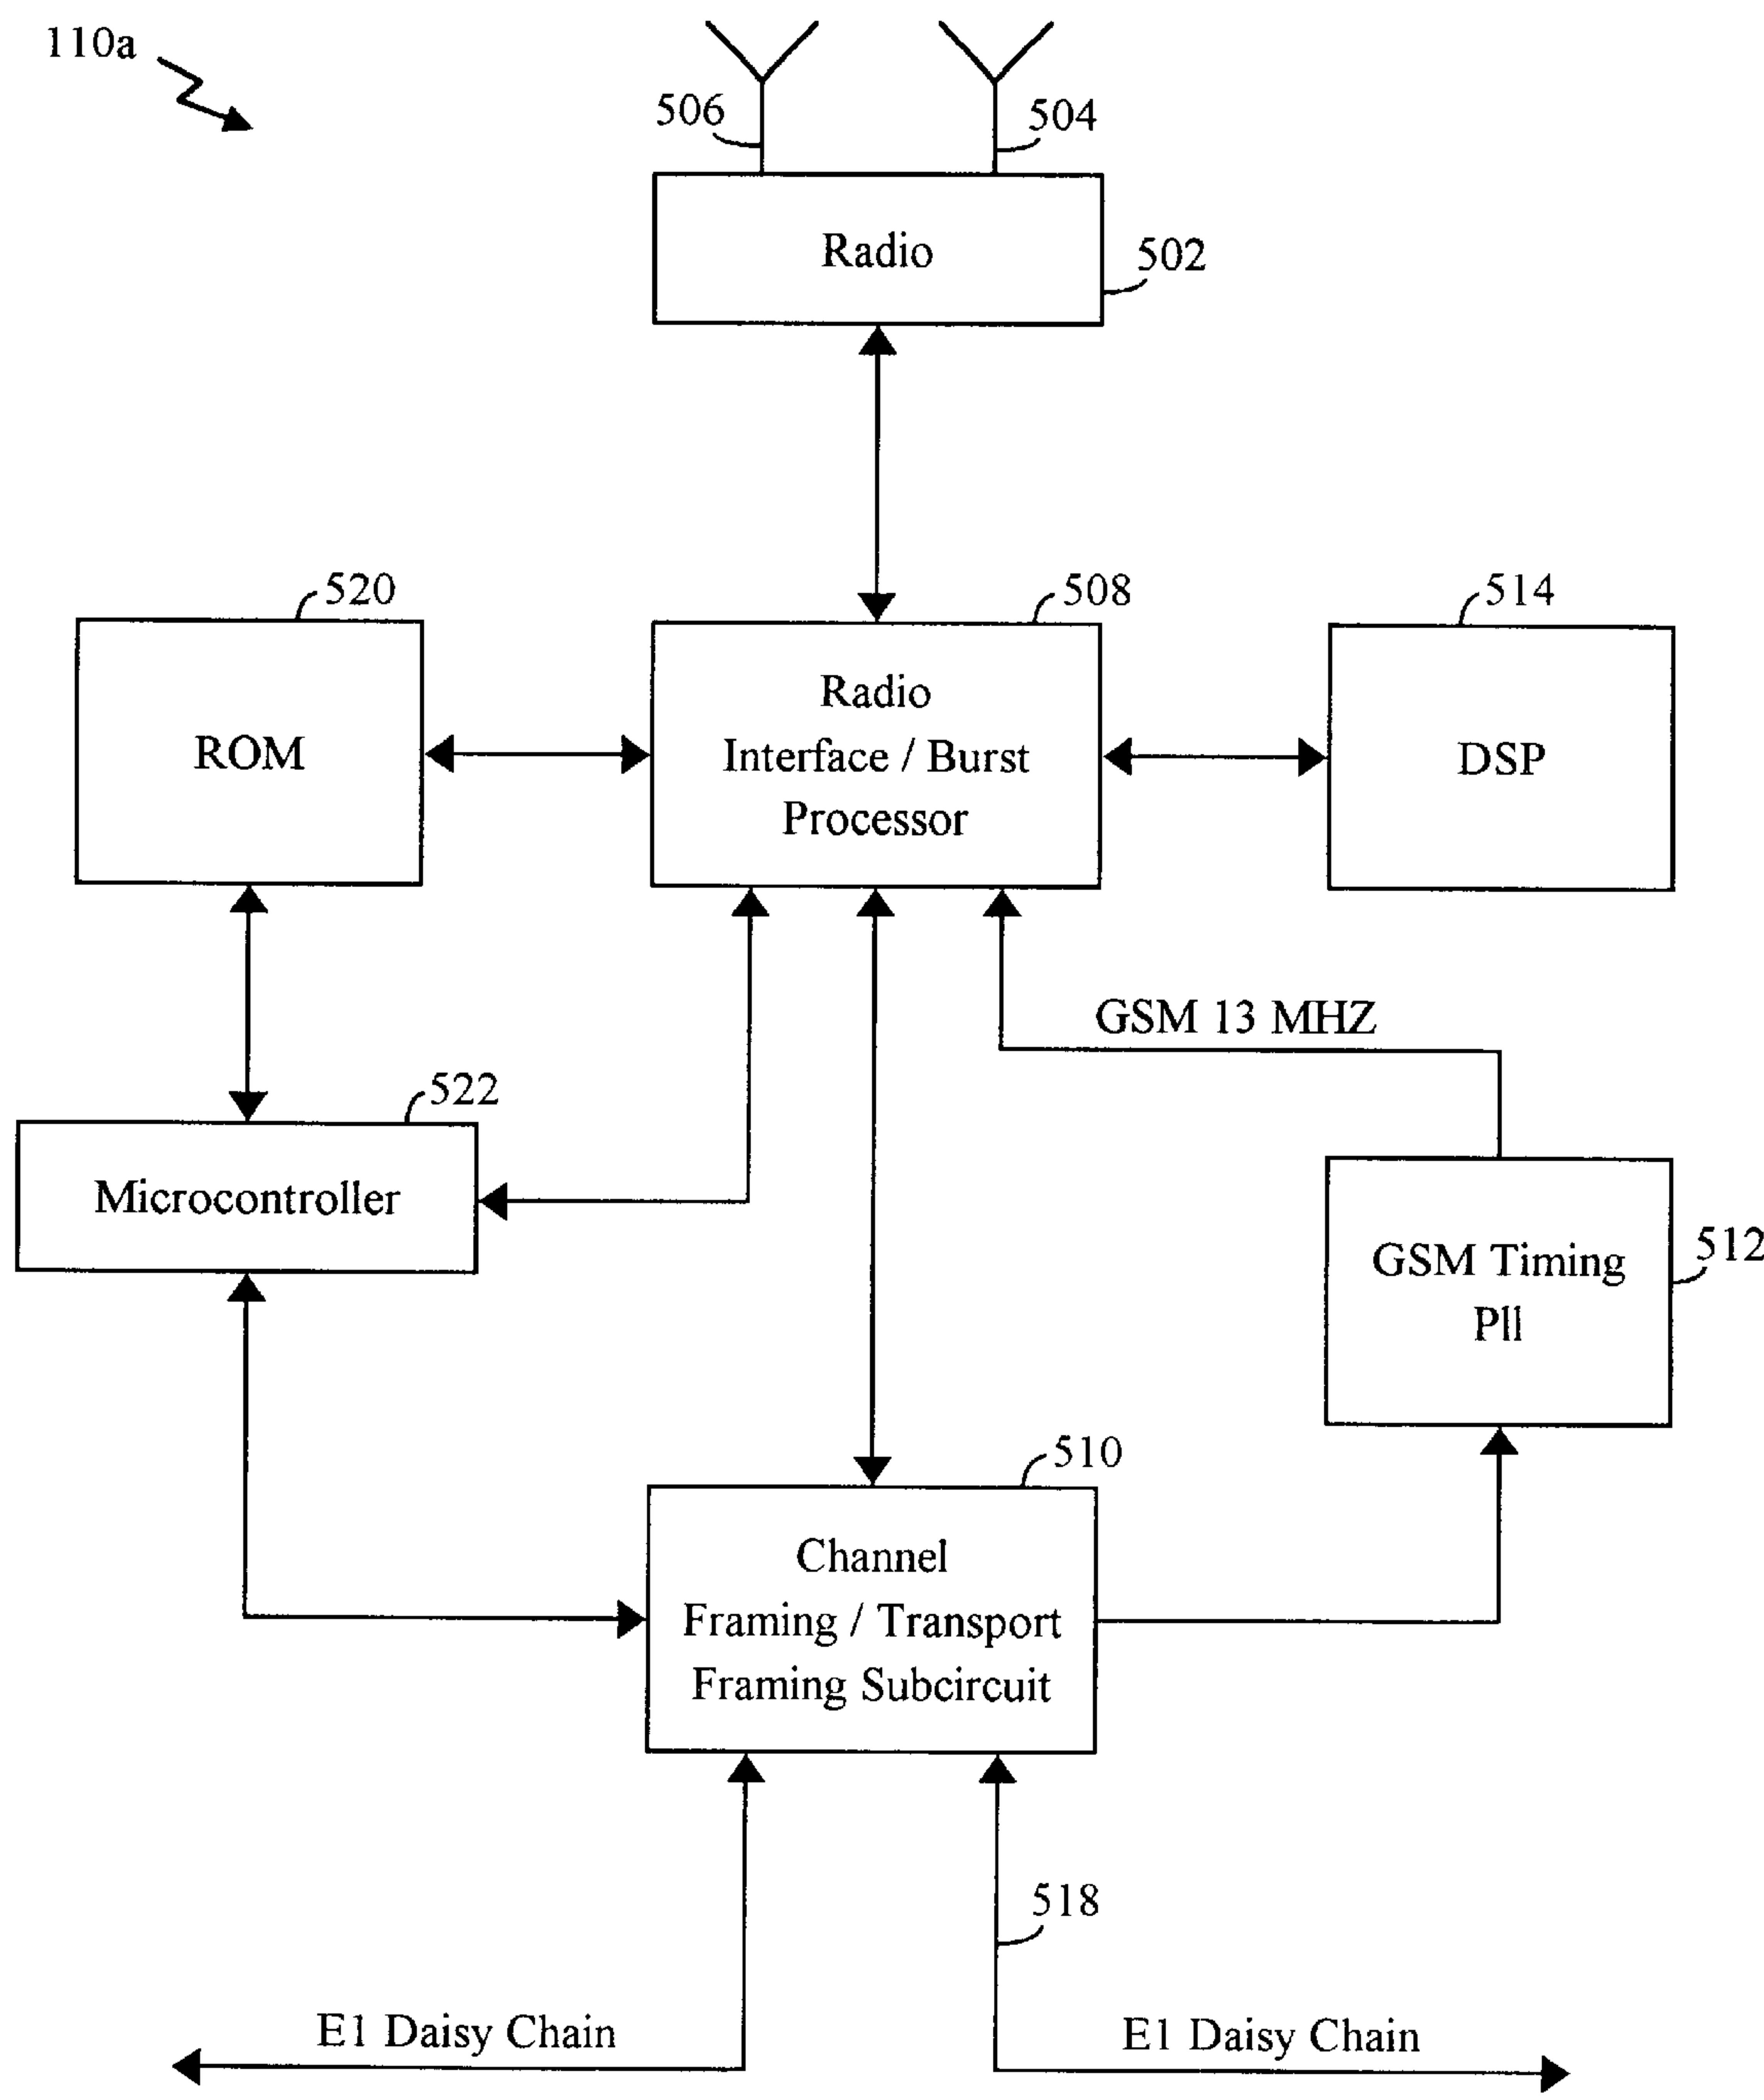 110a
506
504
Radio
502
520
508
514
ROM
Radio
Interface / Burst
Processor
DSP
GSM 13 MHZ
522
Microcontroller
GSM Timing
Pll
512
510
Channel
Framing / Transport
Framing Subcircuit
518
E1 Daisy Chain
E1 Daisy Chain